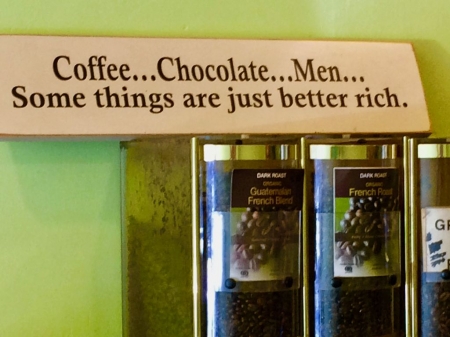 Coffee...Chocolate...Men...
Some things are just better rich.
DARK ROAST
ORGANIC
Guatemalan
French Blend
DARK ROAST
ORGANIC
French Roast